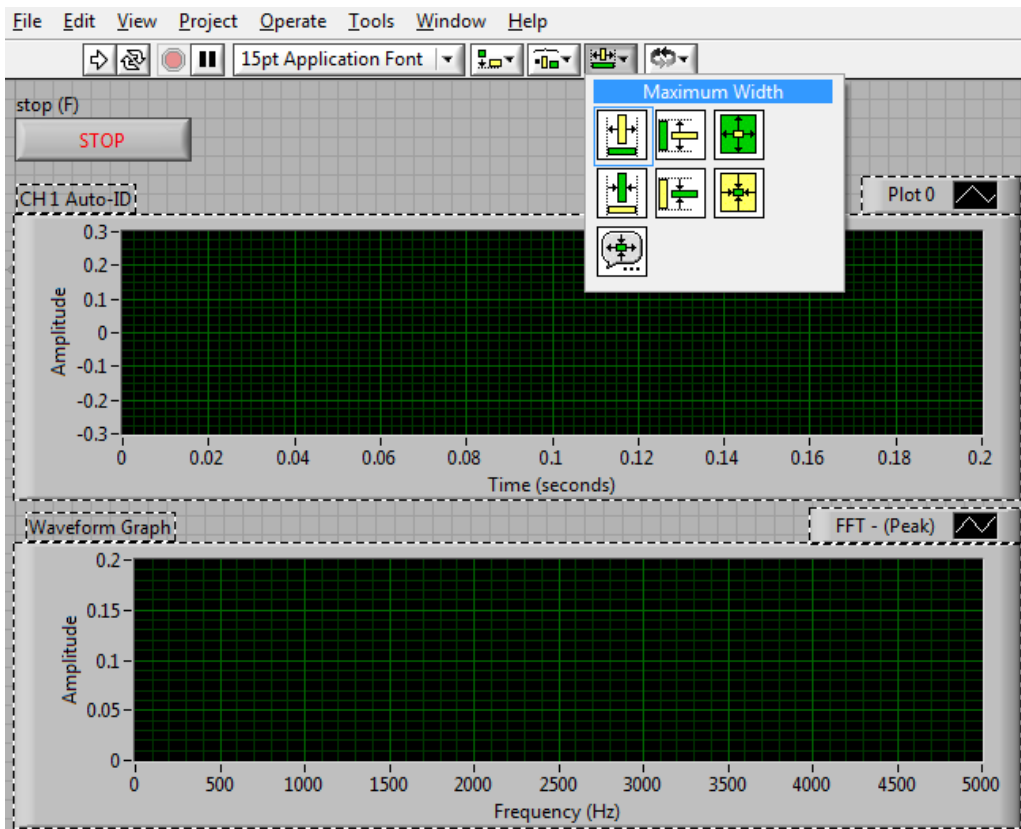 File Edit View Project Operate Tools Window Help
15pt Application Font
Maximum Width
stop (F)
STOP
CH1 Auto-ID
Plot 0
0.3
0.2
0.1
0
-0.1
-0.2
-0.3
Amplitude
0 0.02 0.04 0.06 0.08 0.1 0.12 0.14 0.16 0.18 0.2
Time (seconds)
Waveform Graph
FFT - (Peak)
0.2
0.15
0.1
0.05
0
Amplitude
0 500 1000 1500 2000 2500 3000 3500 4000 4500 5000
Frequency (Hz)